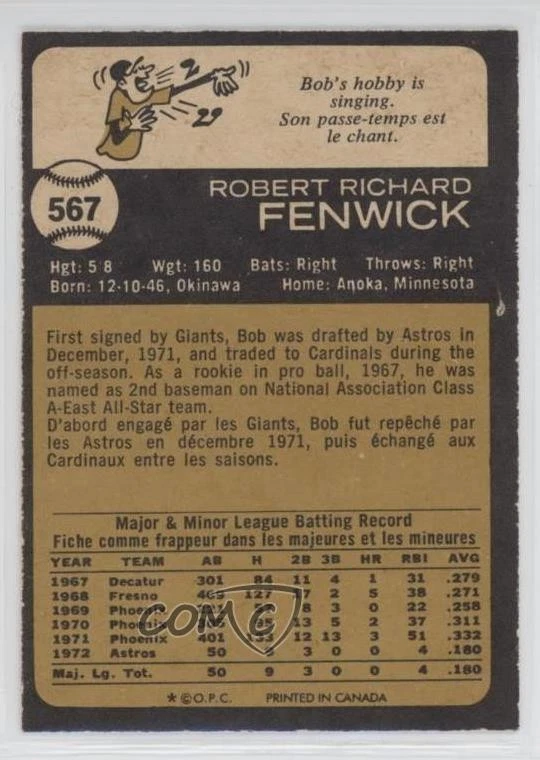 Bob's hobby is
singing.
Son passe-temps est
le chant.
567
ROBERT RICHARD
FENWICK
Hgt: 5 8 Wgt: 160 Bats: Right Throws: Right
Born: 12-10-46, Okinawa Home: Anoka, Minnesota
First signed by Giants, Bob was drafted by Astros in
December, 1971, and traded to Cardinals during the
off-season. As a rookie in pro ball, 1967, he was
named as 2nd baseman on National Association Class
A-East All-Star team.
D'abord engagé par les Giants, Bob fut repêché par
les Astros en décembre 1971, puis échangé aux
Cardinaux entre les saisons.
Major & Minor League Batting Record
Fiche comme frappeur dans les majeures et les mineures
YEAR TEAM AB H 2B 3B HR RBI AVG
1967 Decatur 301 84 11 4 1 31 .279
1968 Fresno 127 2 5 38 .271
1969 Phoenix 3 0 22 .258
1970 Phoenix 5 2 37 .311
1971 Phoenix 401 133 12 13 3 51 .332
1972 Astros 50 9 3 0 0 4 .180
Maj. Lg. Tot. 50 9 3 0 0 4 .180
COMC
* © O.P.C. PRINTED IN CANADA